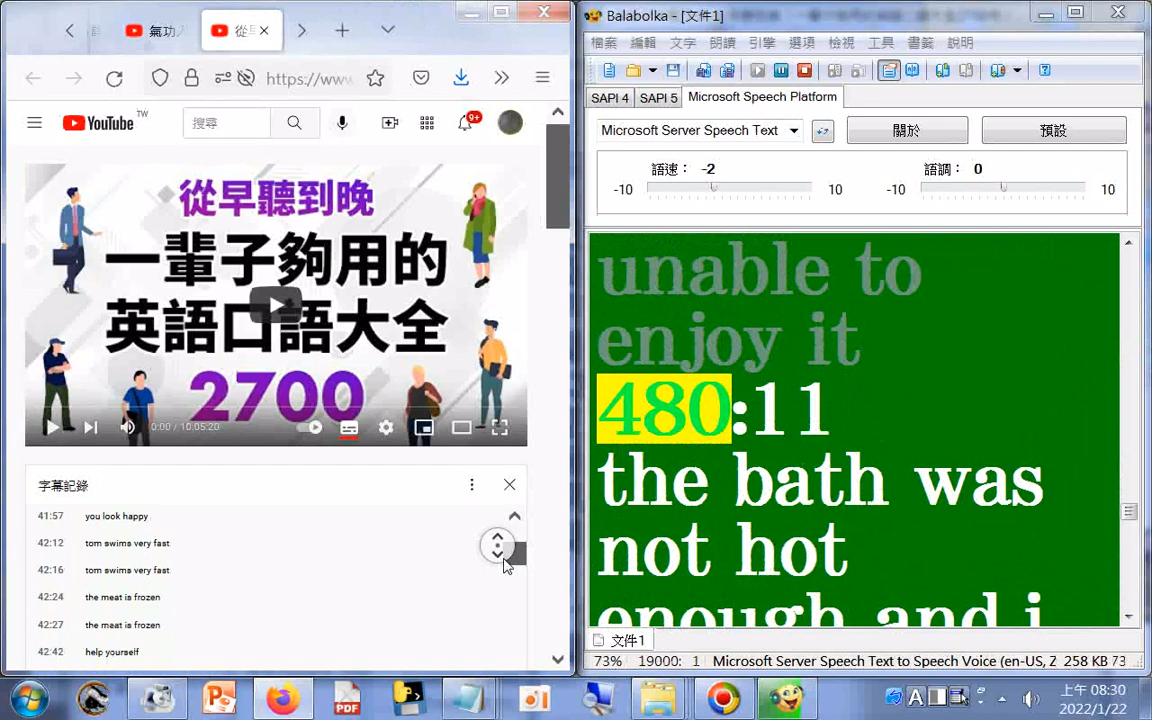 氣功
從
https://www
YouTube TW
搜尋
9+
從早聽到晚
一輩子夠用的
英語口語大全
2700
0:00 / 10:05:20
字幕記錄
41:57 you look happy
42:12 tom swims very fast
42:16 tom swims very fast
42:24 the meat is frozen
42:27 the meat is frozen
42:42 help yourself
Balabolka - [文件1]
檔案 編輯 文字 朗讀 引擎 選項 檢視 工具 書籤 說明
SAPI 4 SAPI 5 Microsoft Speech Platform
Microsoft Server Speech Text 關於 預設
語速： -2 語調： 0
-10 10 -10 10
unable to
enjoy it
480:11
the bath was
not hot
enough and i
文件1
73% 19000: 1 Microsoft Server Speech Text to Speech Voice (en-US, Z 258 KB 73
PDF
A
上午 08:30
2022/1/22